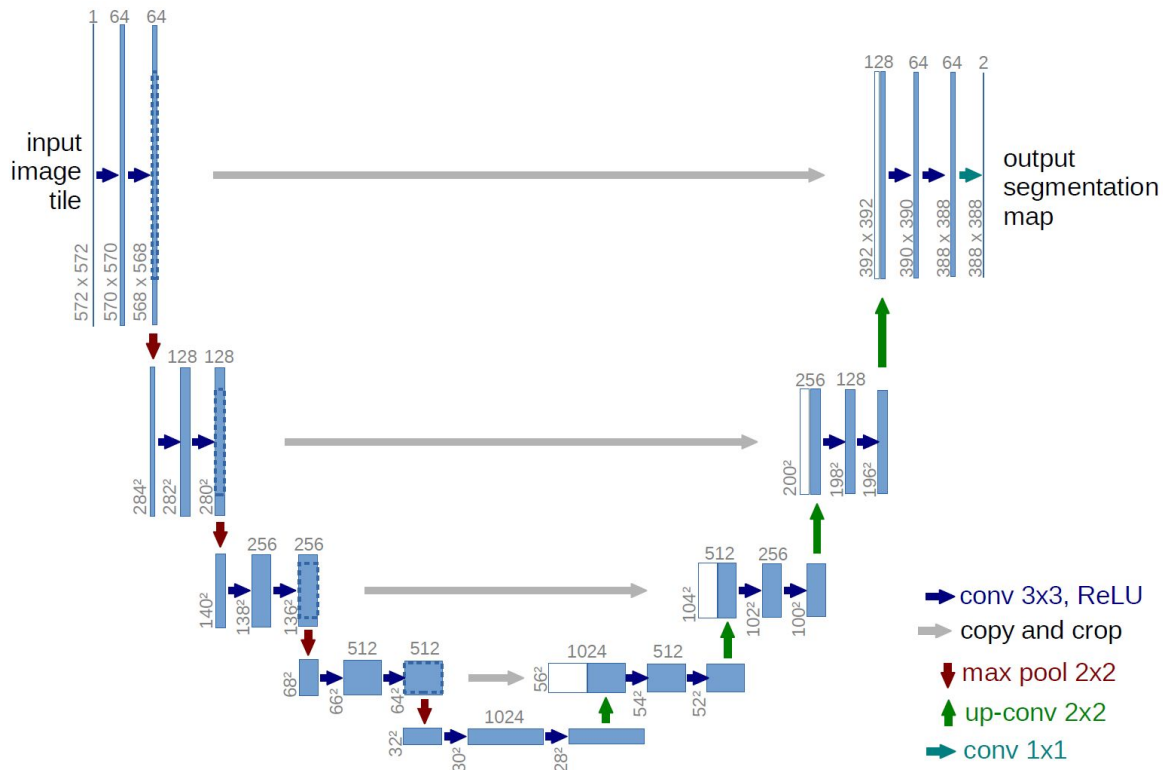 1 64 64
128 64 64 2
input
image
tile
output
segmentation
map
572 x 572
570 x 570
568 x 568
392 x 392
390 x 390
388 x 388
388 x 388
128 128
256 128
284²
282²
280²
200²
198²
196²
256 256
512 256
140²
138²
136²
104²
102²
100²
512 512
1024 512
68²
66²
64²
56²
54²
52²
1024
32²
30²
28²
conv 3x3, ReLU
copy and crop
max pool 2x2
up-conv 2x2
conv 1x1